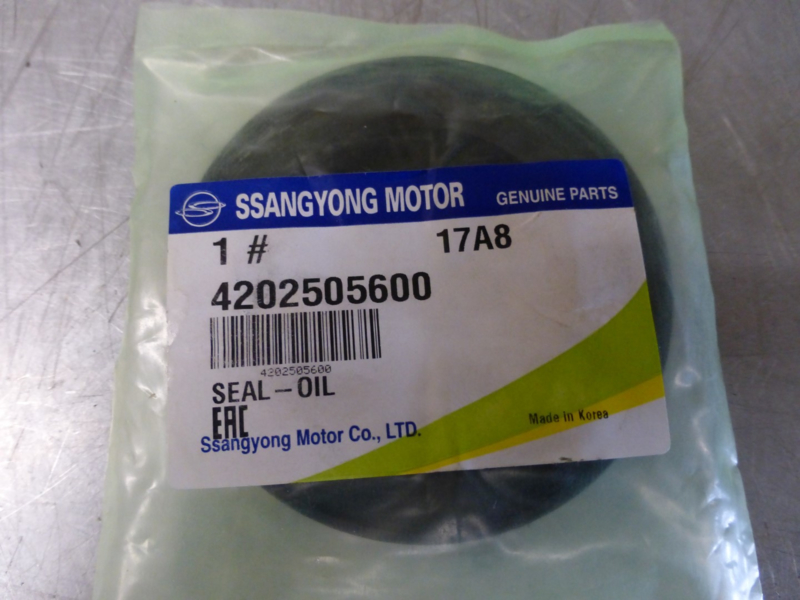 SSANGYONG MOTOR GENUINE PARTS
1 # 17A8
4202505600
4202505600
SEAL-OIL
EAC
Ssangyong Motor Co., LTD. Made in Korea